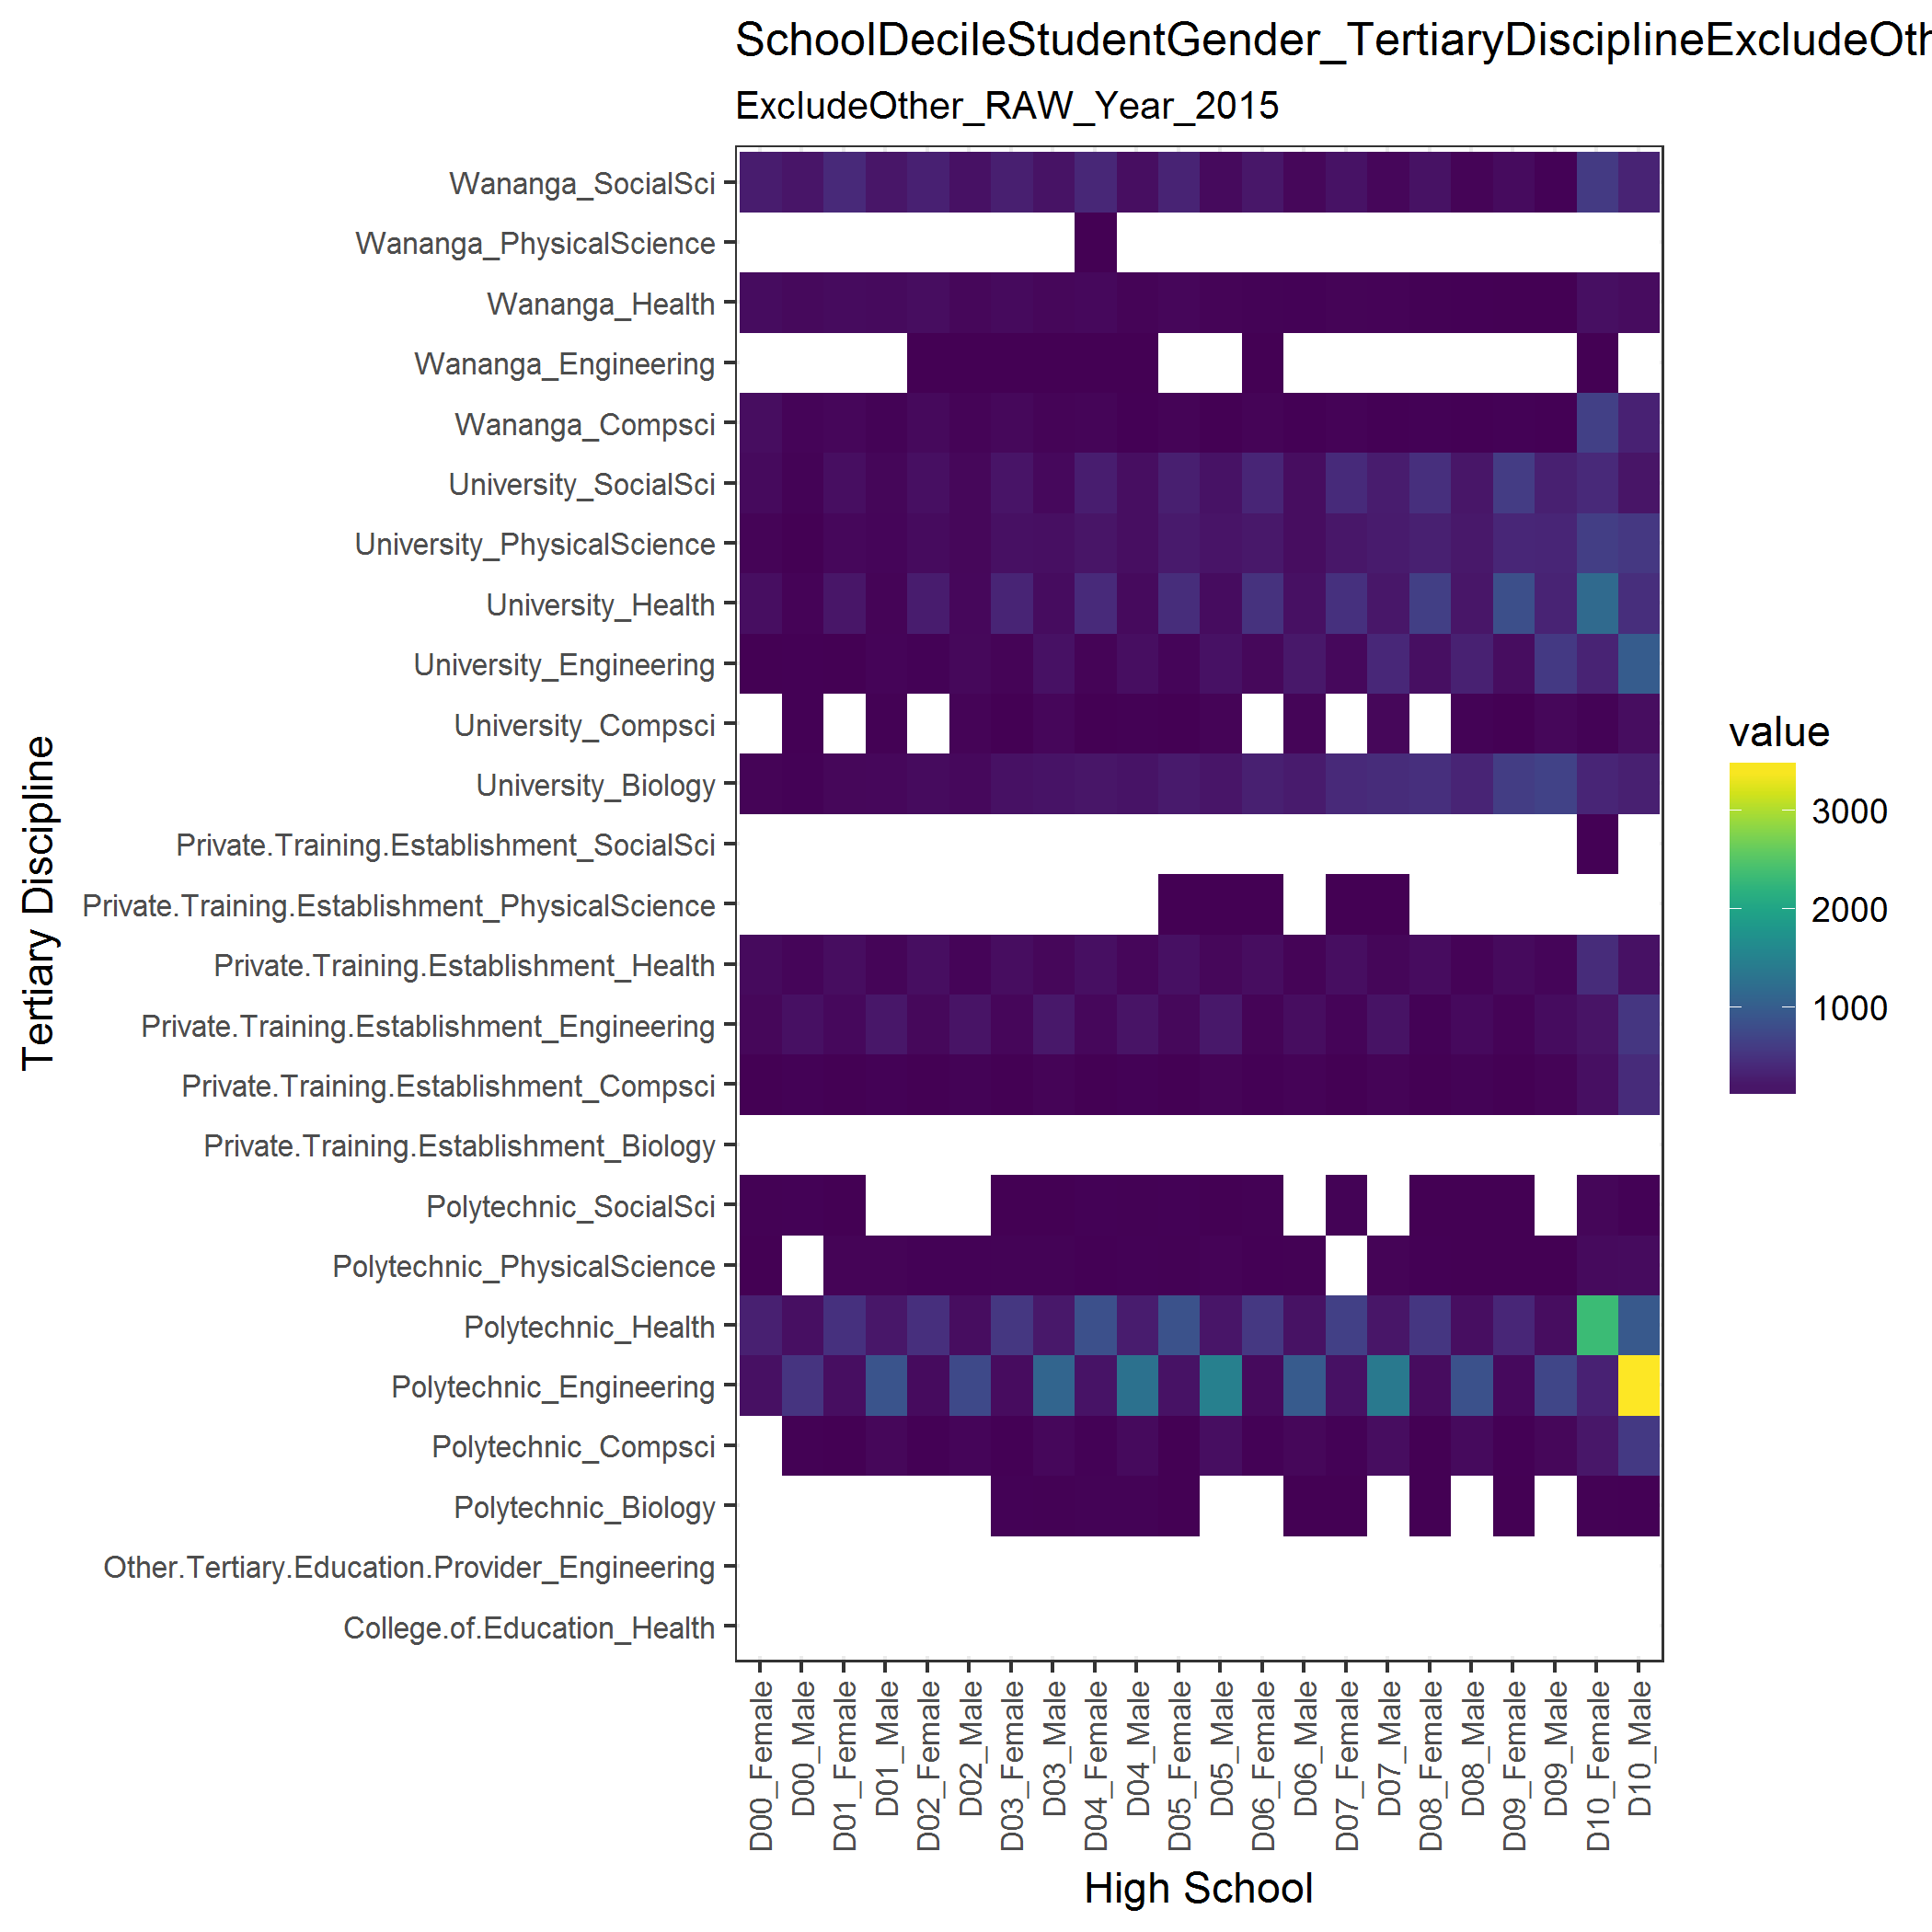 SchoolDecileStudentGender_TertiaryDisciplineExcludeOth
ExcludeOther_RAW_Year_2015
Wananga_SocialSci
Wananga_PhysicalScience
Wananga_Health
Wananga_Engineering
Wananga_Compsci
University_SocialSci
University_PhysicalScience
University_Health
University_Engineering
University_Compsci
University_Biology
Private.Training.Establishment_SocialSci
Private.Training.Establishment_PhysicalScience
Private.Training.Establishment_Health
Private.Training.Establishment_Engineering
Private.Training.Establishment_Compsci
Private.Training.Establishment_Biology
Polytechnic_SocialSci
Polytechnic_PhysicalScience
Polytechnic_Health
Polytechnic_Engineering
Polytechnic_Compsci
Polytechnic_Biology
Other.Tertiary.Education.Provider_Engineering
College.of.Education_Health
Tertiary Discipline
D00_Female
D00_Male
D01_Female
D01_Male
D02_Female
D02_Male
D03_Female
D03_Male
D04_Female
D04_Male
D05_Female
D05_Male
D06_Female
D06_Male
D07_Female
D07_Male
D08_Female
D08_Male
D09_Female
D09_Male
D10_Female
D10_Male
High School
value
3000
2000
1000